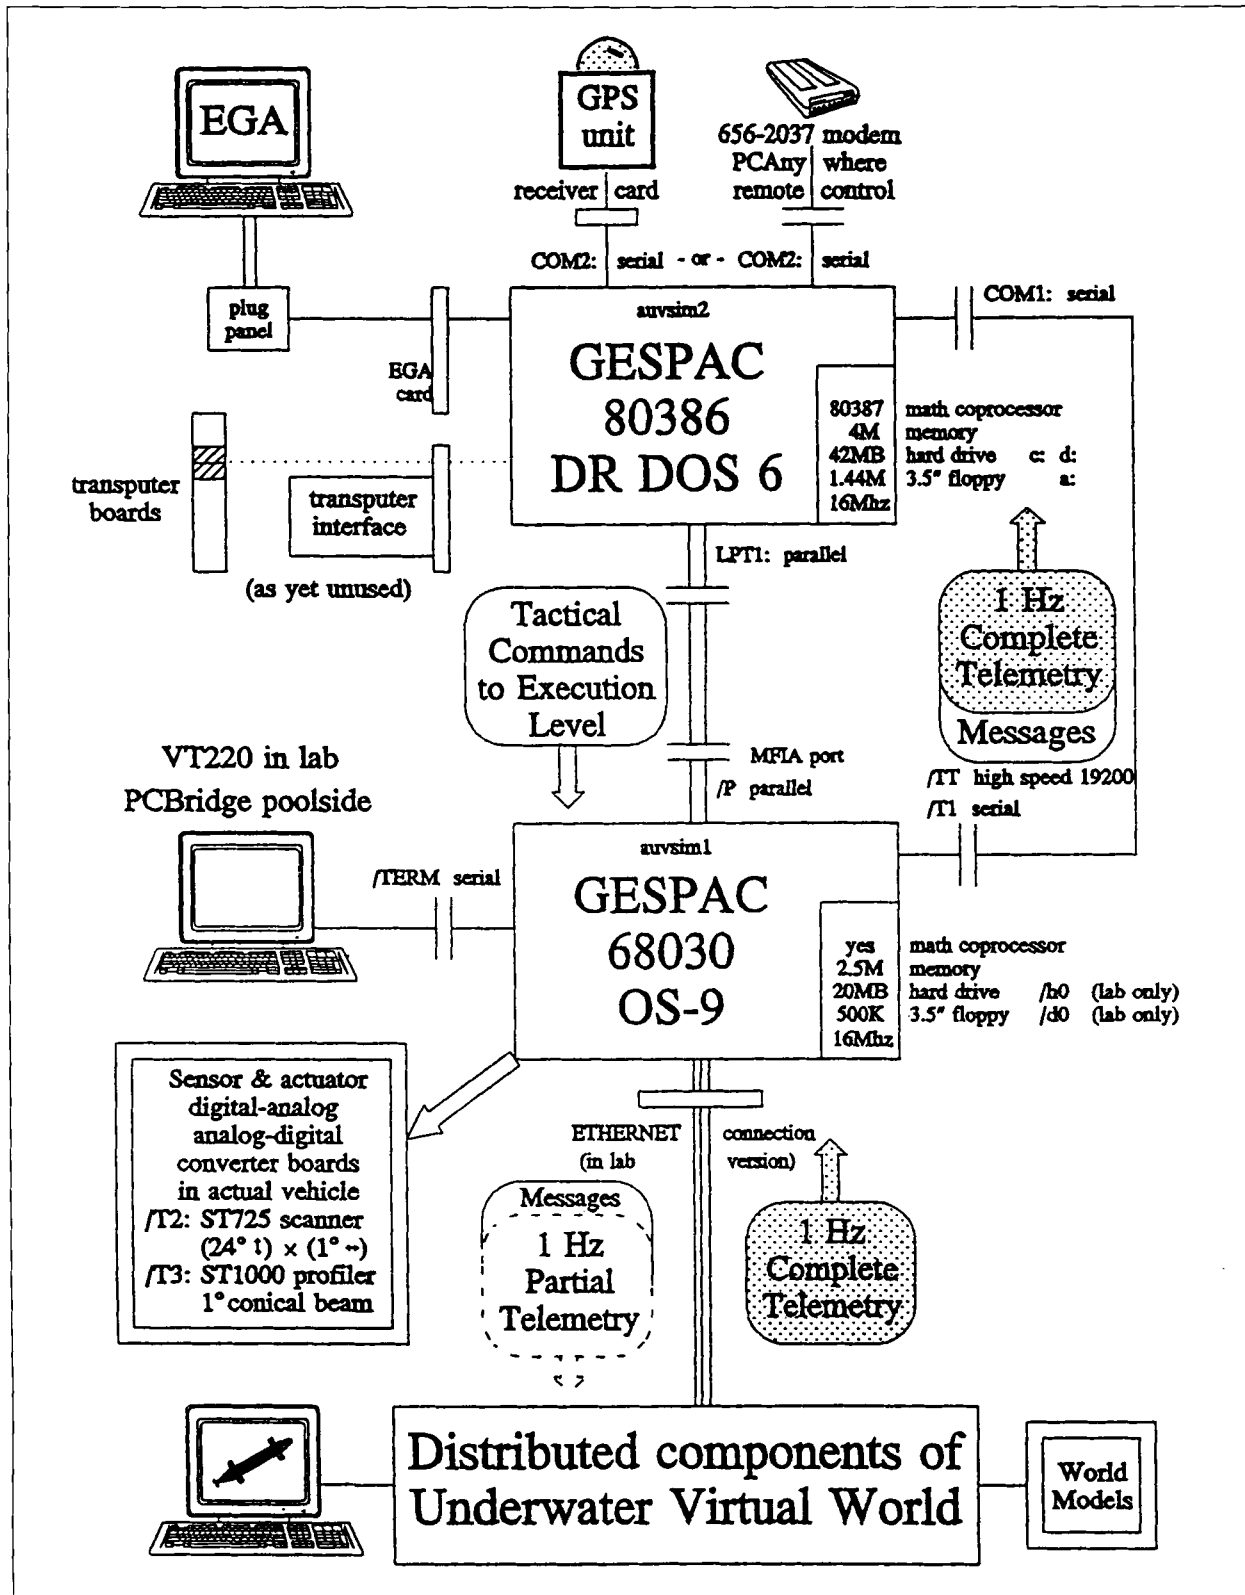 EGA
GPS
unit
656-2037 modem
PCAny where
remote control
receiver card
COM2: serial - or - COM2: serial
plug
panel
EGA
card
auvsim2
GESPAC
80386
DR DOS 6
COM1: serial
80387 math coprocessor
4M memory
42MB hard drive c: d:
1.44M 3.5" floppy a:
16Mhz
transputer
boards
transputer
interface
(as yet unused)
LPT1: parallel
Tactical
Commands
to Execution
Level
1 Hz
Complete
Telemetry
Messages
MFIA port
/P parallel
/TT high speed 19200
/T1 serial
VT220 in lab
PCBridge poolside
/TERM serial
auvsim1
GESPAC
68030
OS-9
yes math coprocessor
2.5M memory
20MB hard drive /h0 (lab only)
500K 3.5" floppy /d0 (lab only)
16Mhz
Sensor & actuator
digital-analog
analog-digital
converter boards
in actual vehicle
/T2: ST725 scanner
(24° ↕) × (1° ↔)
/T3: ST1000 profiler
1° conical beam
ETHERNET connection
(in lab version)
Messages
1 Hz
Partial
Telemetry
1 Hz
Complete
Telemetry
Distributed components of
Underwater Virtual World
World
Models